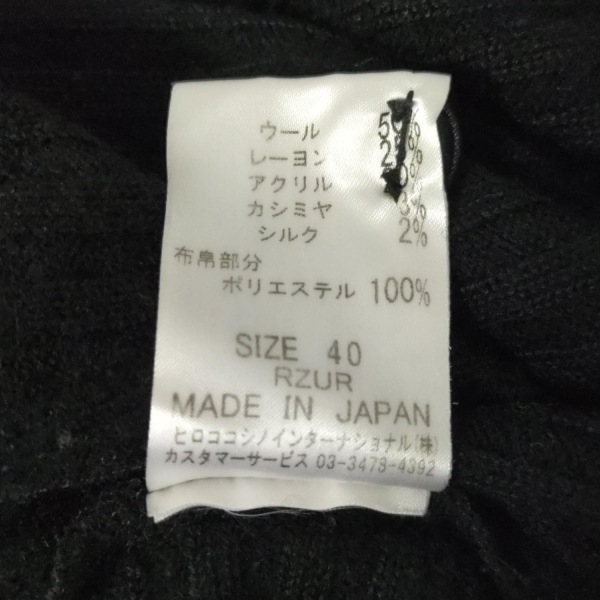 ウール
レーヨン
アクリル
カシミヤ 3%
シルク 2%
布帛部分
ポリエステル 100%
SIZE 40
RZUR
MADE IN JAPAN
ヒロココシノインターナショナル(株)
カスタマーサービス 03-3478-4392